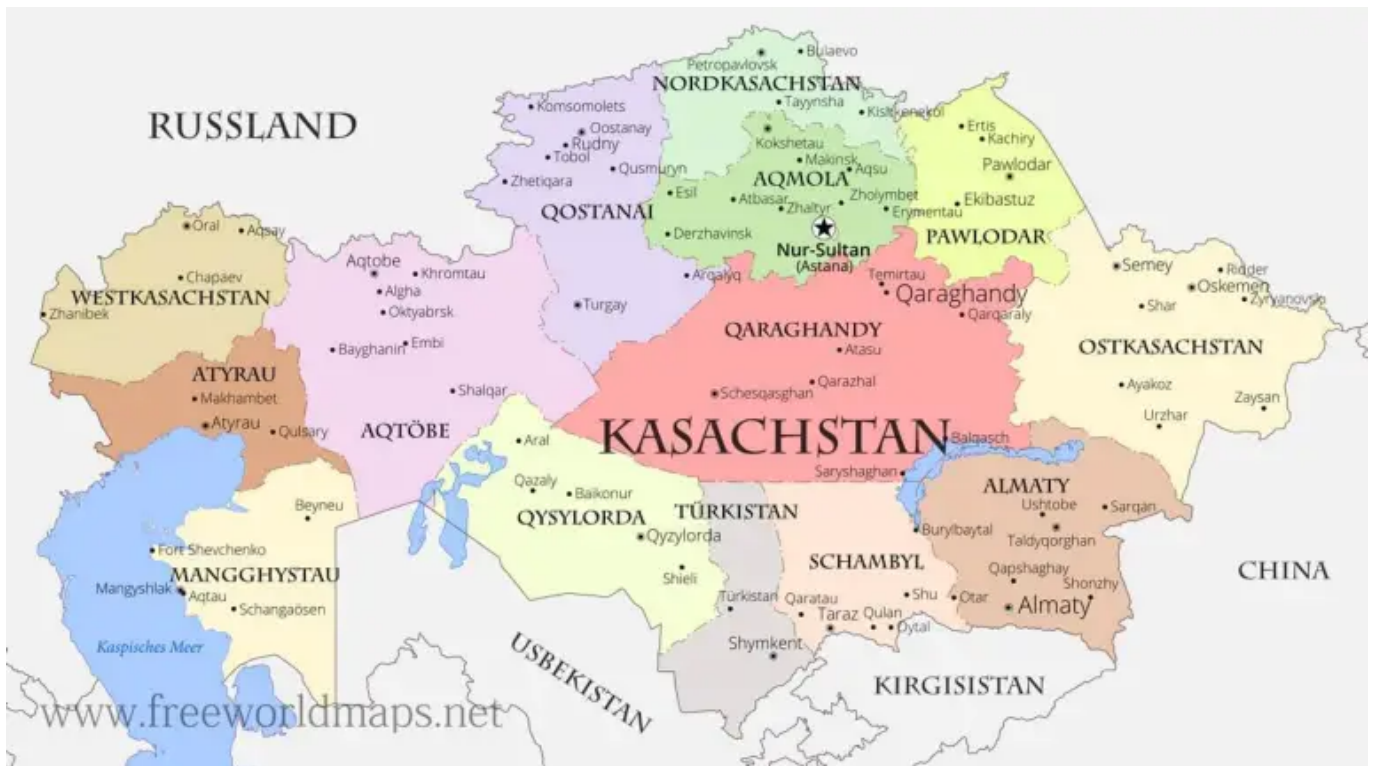 Bulaevo
Petropavlovsk
NORDKASACHSTAN
Komsomolets
Tayynsha
Kisitkenekol
RUSSLAND
Oostanay
Rudny
Tobol
Kokshetau
Ertis
Kachiry
Makinsk
Pawlodar
Qusmuryn
Aqsu
Zhetiqara
AQMOLA
Esil
Atbasar
Zhaltyr
Zholymbet
Ekibastuz
QOSTANAI
Erymentau
Oral
Aqsay
Derzhavinsk
PAWLODAR
Nur-Sultan
(Astana)
Aqtobe
Khromtau
Arqalyq
Temirtau
Semey
Ridder
Chapaev
Algha
Qaraghandy
Oskemen
WESTKASACHSTAN
Zyryanovsk
Zhanibek
Oktyabrsk
Turgay
Qarqaraly
Shar
QARAGHANDY
Bayghanin
Embi
Atasu
OSTKASACHSTAN
ATYRAU
Qarazhal
Ayakoz
Makhambet
Shalqar
Schesqasghan
Zaysan
Atyrau
Qulsary
AQTÖBE
Aral
KASACHSTAN
Balqasch
Urzhar
Saryshaghan
Qazaly
Baikonur
ALMATY
Beyneu
QYSYLORDA
TÜRKISTAN
Ushtobe
Sarqan
Qyzylorda
Burylbaytal
Taldyqorghan
Fort Shevchenko
SCHAMBYL
MANGGHYSTAU
Shieli
Qapshaghay
CHINA
Mangyshlak
Aqtau
Shonzhy
Schangaösen
Türkistan
Qaratau
Shu
Otar
Almaty
Taraz
Qulan
Oytal
Kaspisches Meer
USBEKISTAN
Shymkent
KIRGISISTAN
www.freeworldmaps.net